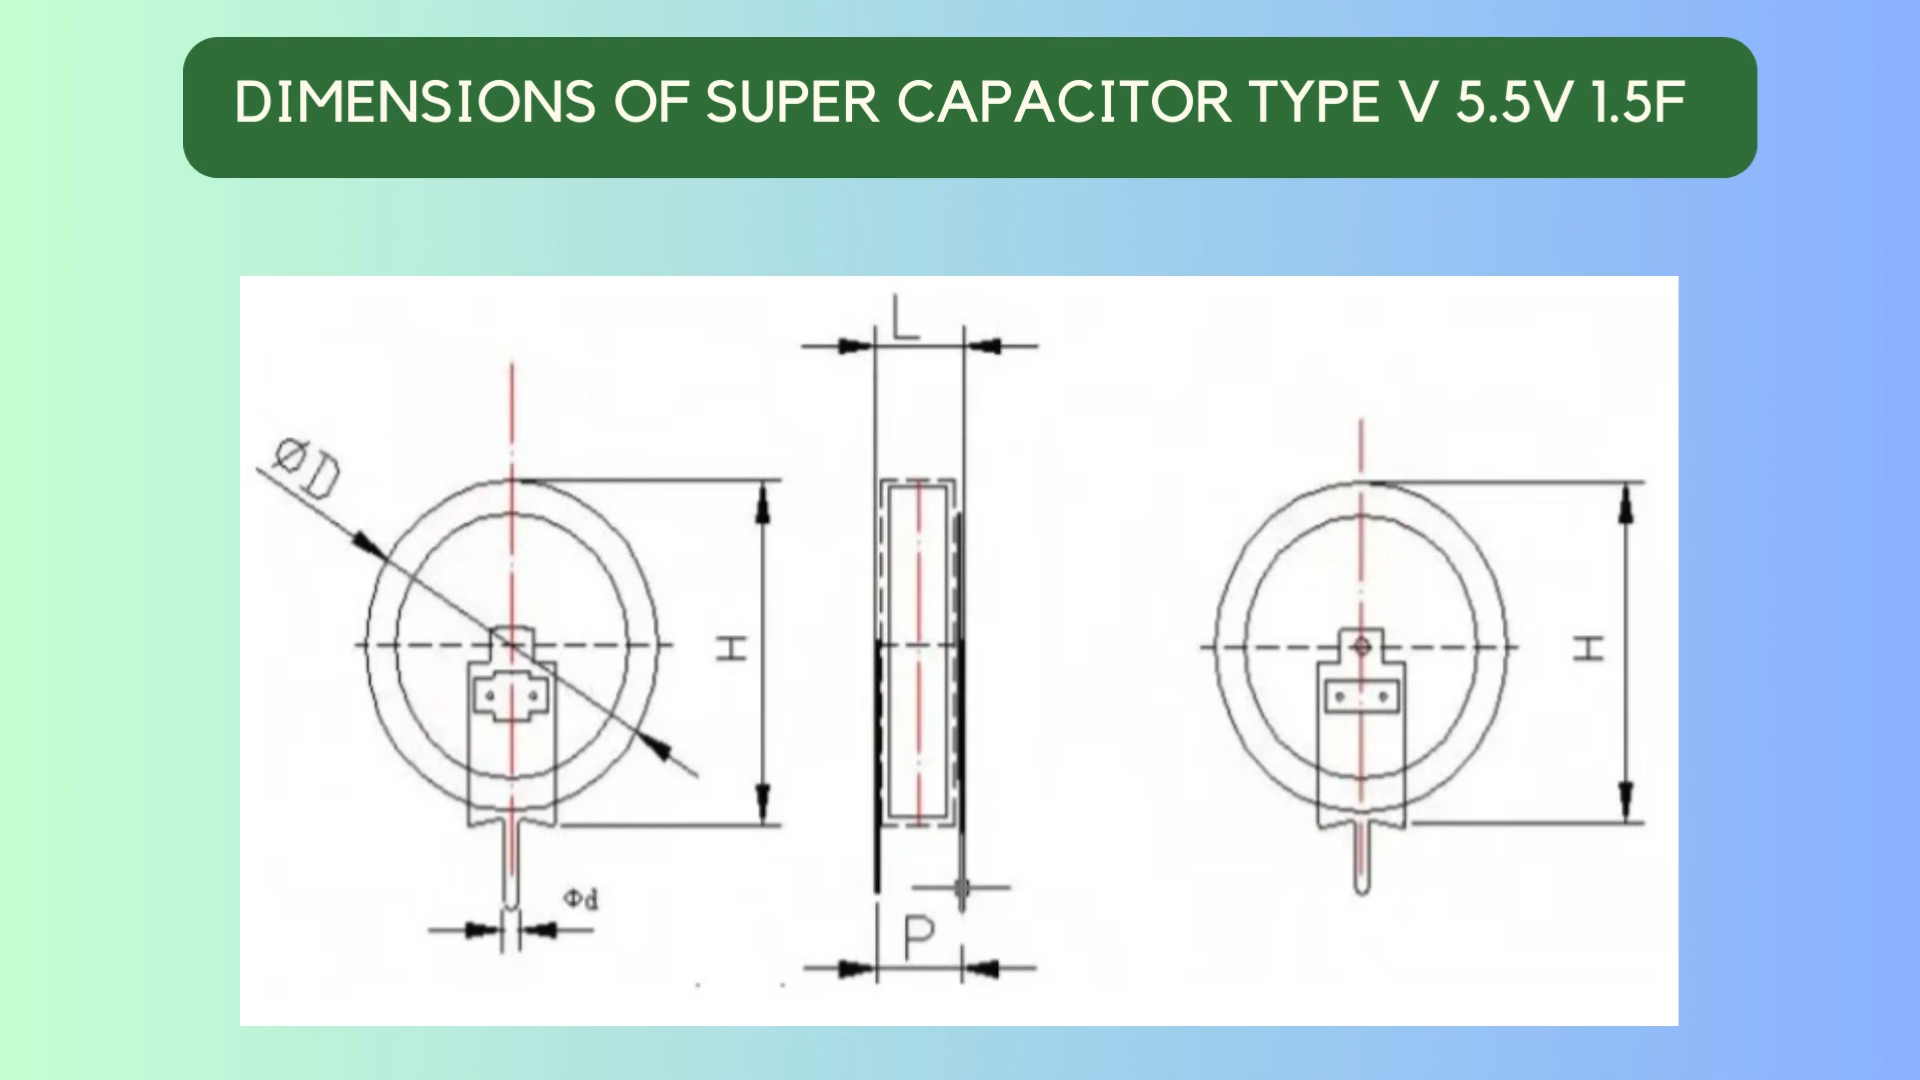 DIMENSIONS OF SUPER CAPACITOR TYPE V 5.5V 1.5F
L
ØD
H
H
Φd
P